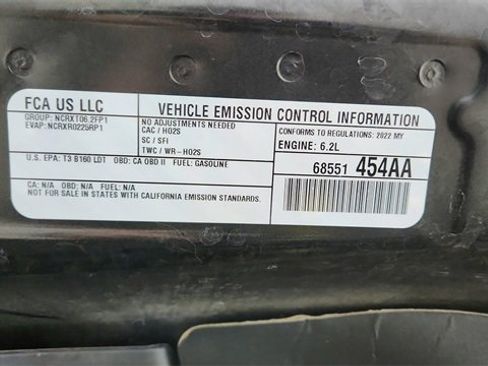 FCA US LLC
VEHICLE EMISSION CONTROL INFORMATION
GROUP: NCRXT06.2FP1
EVAP: NCRXR0225RP1
NO ADJUSTMENTS NEEDED
CAC / HO2S
SC / SFI
TWC / WR-HO2S
CONFORMS TO REGULATIONS: 2022 MY
ENGINE: 6.2L
U.S. EPA: T3 B160 LDT OBD: CA OBD II FUEL: GASOLINE
CA: N/A OBD: N/A FUEL: N/A
NOT FOR SALE IN STATES WITH CALIFORNIA EMISSION STANDARDS.
68551 454AA